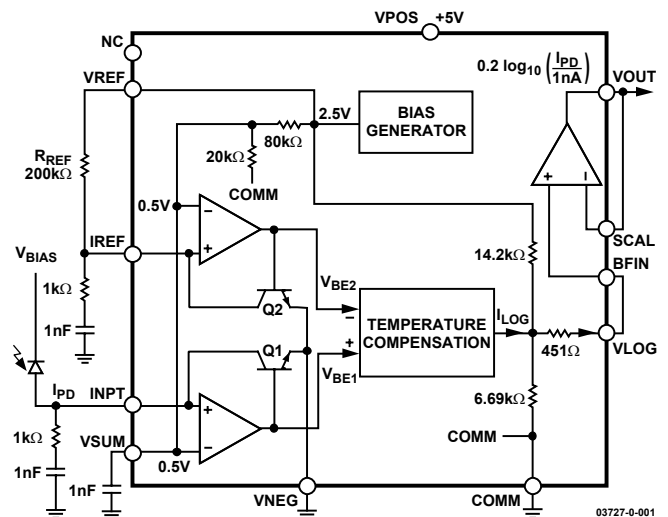 VPOS
+5V
NC
VREF
0.2 log10 (IPD/1nA)
VOUT
2.5V
BIAS
GENERATOR
80kΩ
20kΩ
COMM
RREF
200kΩ
0.5V
−
+
+
−
SCAL
BFIN
IREF
14.2kΩ
VBIAS
1kΩ
1nF
VBE2
Q2
−
TEMPERATURE
COMPENSATION
ILOG
451Ω
VLOG
Q1
+
VBE1
IPD
INPT
+
−
6.69kΩ
COMM
1kΩ
VSUM
0.5V
1nF
1nF
VNEG
COMM
03727-0-001